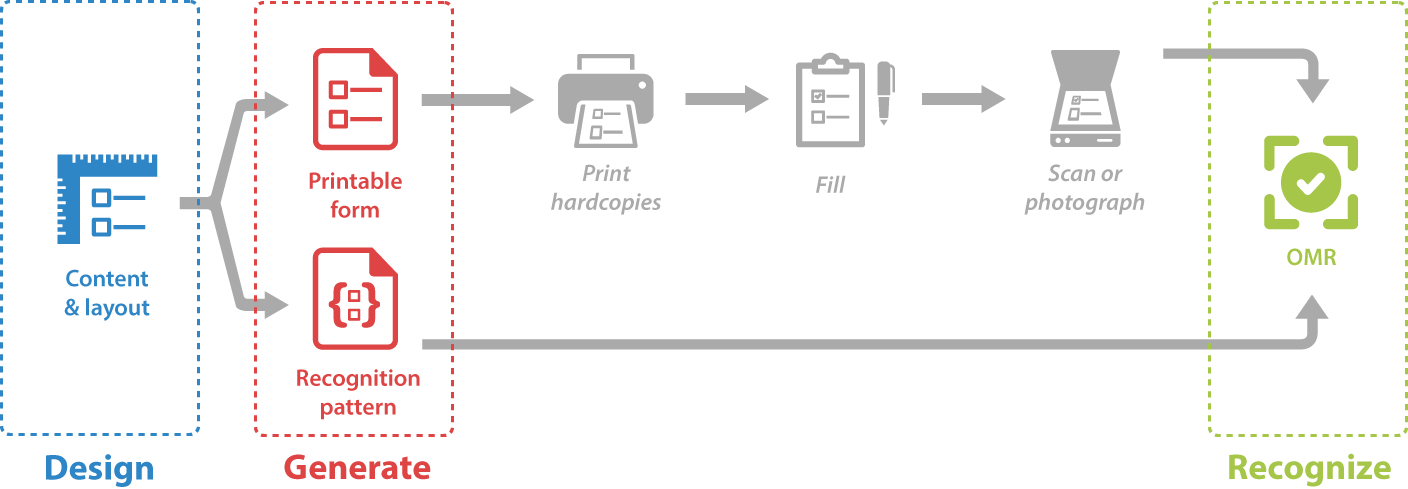 Content
& layout
Design
Printable
form
Recognition
pattern
Generate
Print
hardcopies
Fill
Scan or
photograph
OMR
Recognize